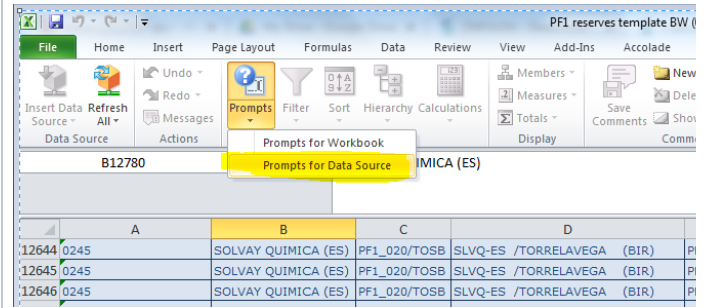 PF1 reserves template BW (
File Home Insert Page Layout Formulas Data Review View Add-Ins Accolade
Undo Members New
Redo Measures Dele
Insert Data Refresh Messages Prompts Filter Sort Hierarchy Calculations Totals Save Show
Source All Comments
Data Source Actions Display Comm
Prompts for Workbook
Prompts for Data Source
B12780 IMICA (ES)
A B C D
12644 0245 SOLVAY QUIMICA (ES) PF1_020/TOSB SLVQ-ES /TORRELAVEGA (BIR) P
12645 0245 SOLVAY QUIMICA (ES) PF1_020/TOSB SLVQ-ES /TORRELAVEGA (BIR) P
12646 0245 SOLVAY QUIMICA (ES) PF1_020/TOSB SLVQ-ES /TORRELAVEGA (BIR) P